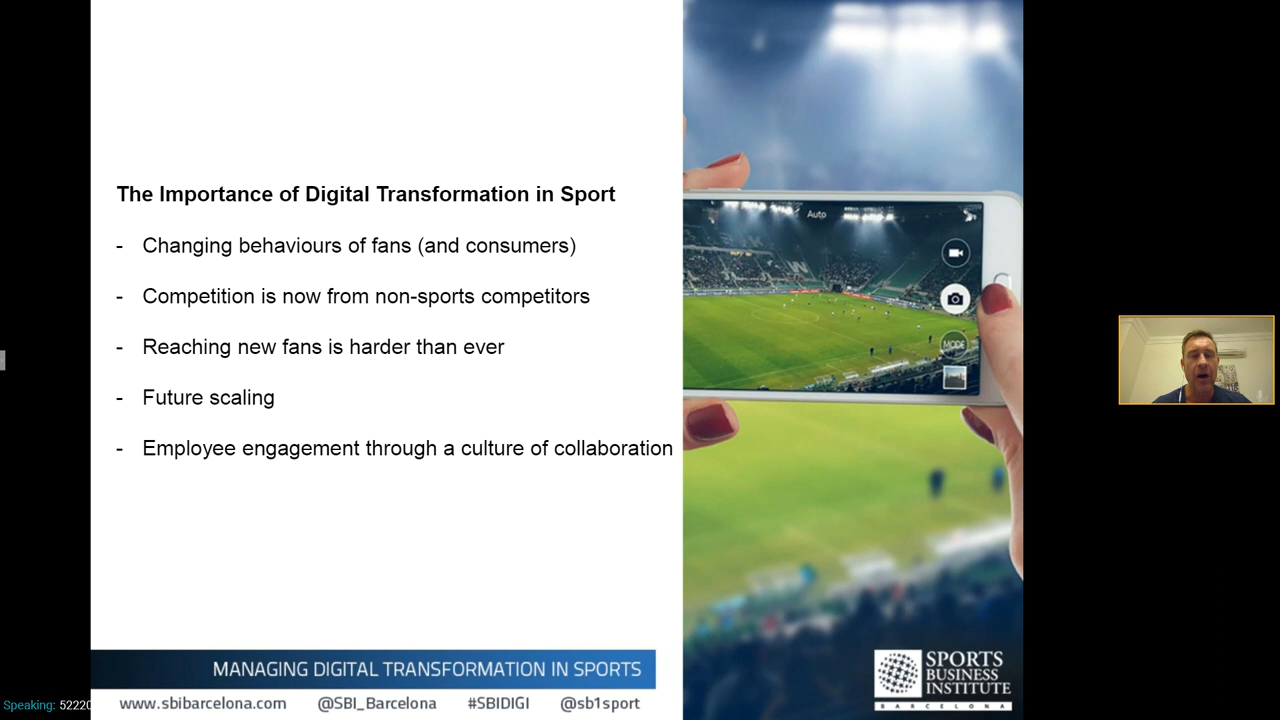 The Importance of Digital Transformation in Sport
- Changing behaviours of fans (and consumers)
- Competition is now from non-sports competitors
- Reaching new fans is harder than ever
- Future scaling
- Employee engagement through a culture of collaboration
Auto
MODE
MANAGING DIGITAL TRANSFORMATION IN SPORTS
www.sbibarcelona.com @SBI_Barcelona #SBIDIGI @sb1sport
SPORTS
BUSINESS
INSTITUTE
BARCELONA
Speaking: 52220